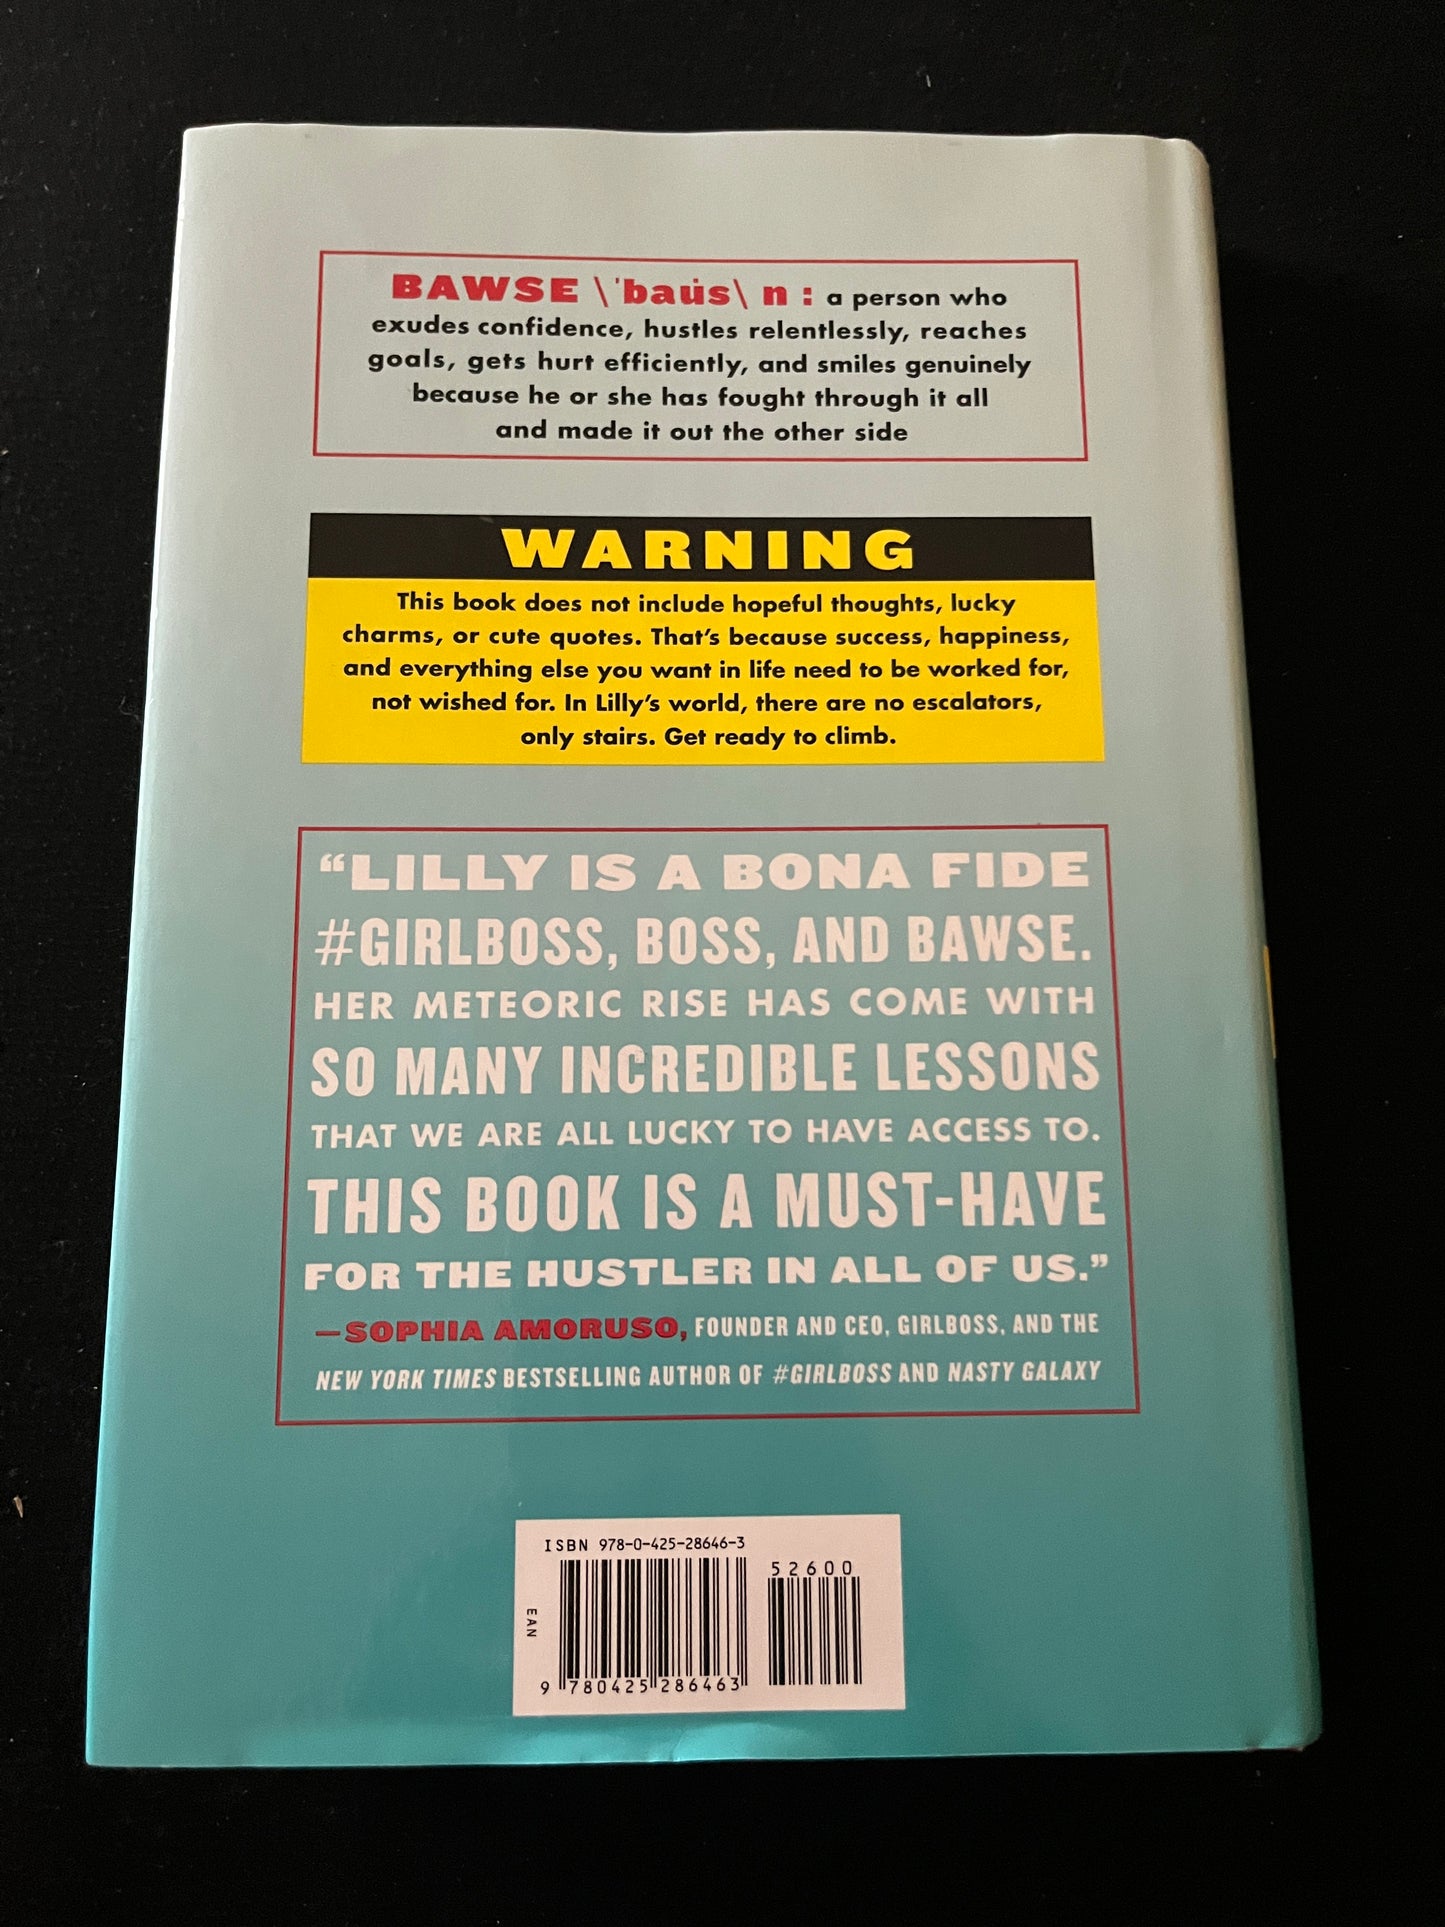 BAWSE \ˈbau̇s\ n : a person who
exudes confidence, hustles relentlessly, reaches
goals, gets hurt efficiently, and smiles genuinely
because he or she has fought through it all
and made it out the other side
WARNING
This book does not include hopeful thoughts, lucky
charms, or cute quotes. That’s because success, happiness,
and everything else you want in life need to be worked for,
not wished for. In Lilly’s world, there are no escalators,
only stairs. Get ready to climb.
“LILLY IS A BONA FIDE
#GIRLBOSS, BOSS, AND BAWSE.
HER METEORIC RISE HAS COME WITH
SO MANY INCREDIBLE LESSONS
THAT WE ARE ALL LUCKY TO HAVE ACCESS TO.
THIS BOOK IS A MUST-HAVE
FOR THE HUSTLER IN ALL OF US.”
—SOPHIA AMORUSO, FOUNDER AND CEO, GIRLBOSS, AND THE
NEW YORK TIMES BESTSELLING AUTHOR OF #GIRLBOSS AND NASTY GALAXY
ISBN 978-0-425-28646-3
52600
EAN
9 780425 286463